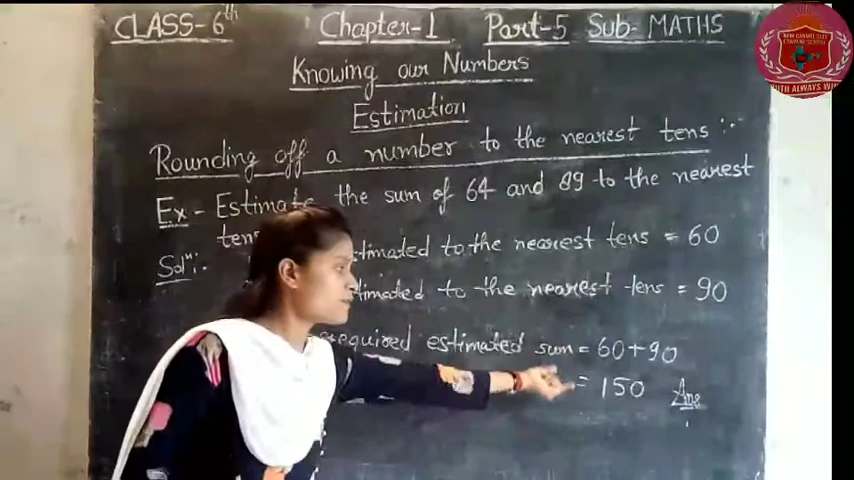 CLASS-6th Chapter-1 Part-5 Sub-MATHS
Knowing our Numbers
Estimation
Rounding off a number to the nearest tens :-
Ex- Estimate the sum of 64 and 89 to the nearest
tens
Solⁿ: estimated to the nearest tens = 60
estimated to the nearest tens = 90
required estimated sum = 60+90
= 150 Ans